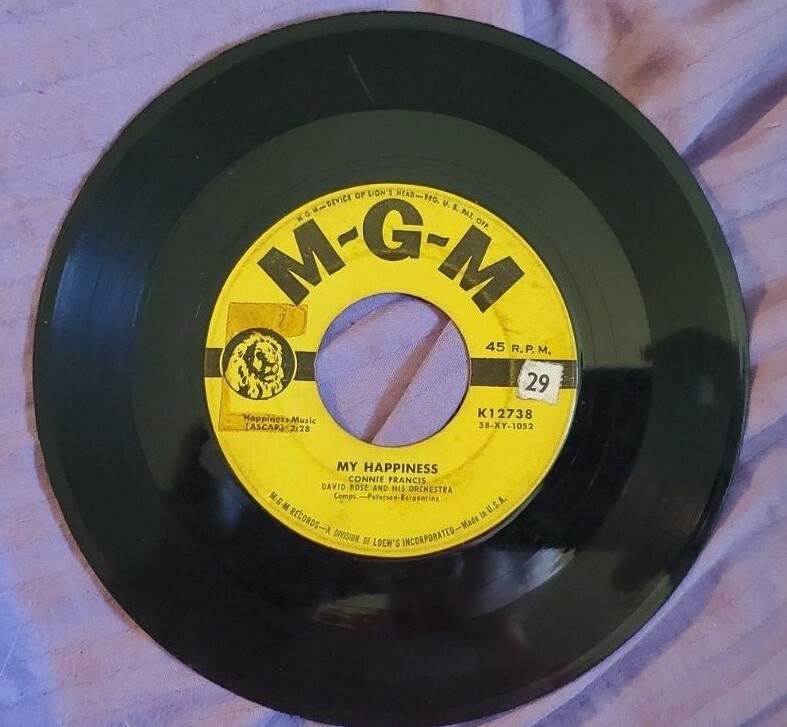 M-G-M—DEVICE OF LION'S HEAD—REG. U. S. PAT. OFF.
M-G-M
45 R.P.M.
29
Happiness Music
(ASCAP) 2:28
K12738
58-XY-1052
MY HAPPINESS
CONNIE FRANCIS
DAVID ROSE AND HIS ORCHESTRA
Comps.—Peterson-Bergantine
M-G-M RECORDS—A DIVISION OF LOEW'S INCORPORATED—Made in U.S.A.